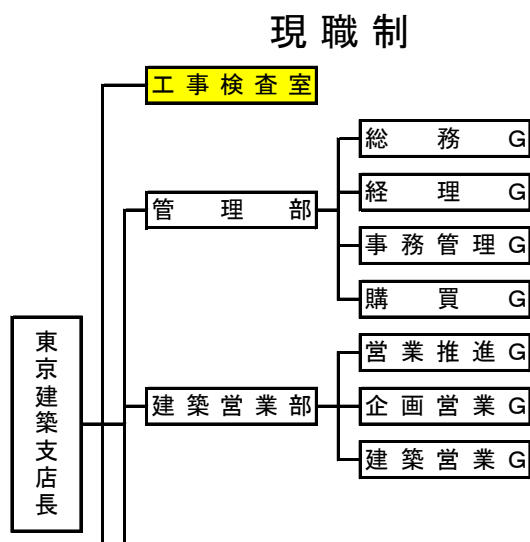 現職制
工事検査室
総務G
管理部
経理G
事務管理G
購買G
東京建築支店長
営業推進G
建築営業部
企画営業G
建築営業G